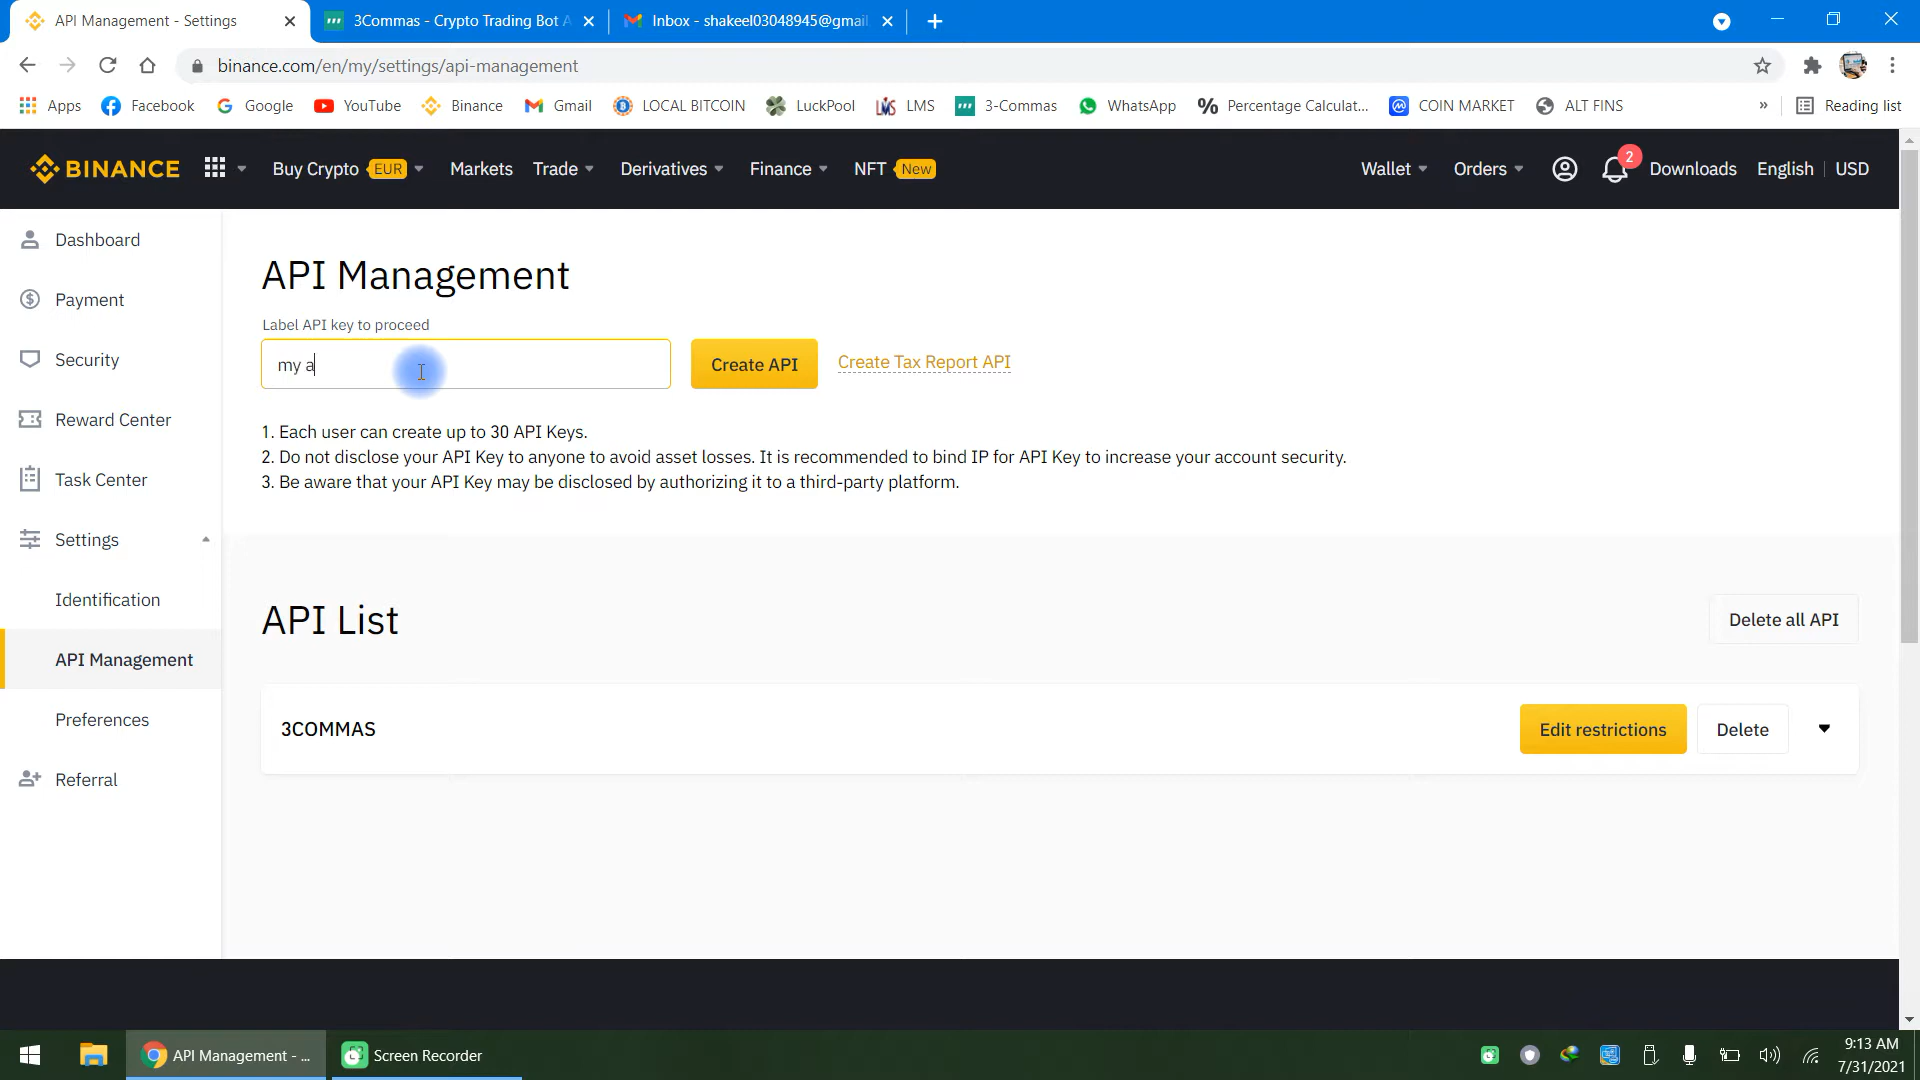 API Management - Settings
3Commas - Crypto Trading Bot A
Inbox - shakeel03048945@gmail
binance.com/en/my/settings/api-management
Apps
Facebook
Google
YouTube
Binance
Gmail
LOCAL BITCOIN
LuckPool
LMS
3-Commas
WhatsApp
Percentage Calculat...
COIN MARKET
ALT FINS
»
Reading list
BINANCE
Buy Crypto EUR
Markets
Trade
Derivatives
Finance
NFT New
Wallet
Orders
2
Downloads
English
USD
Dashboard
Payment
Security
Reward Center
Task Center
Settings
Identification
API Management
Preferences
Referral
API Management
Label API key to proceed
my a
Create API
Create Tax Report API
1. Each user can create up to 30 API Keys.
2. Do not disclose your API Key to anyone to avoid asset losses. It is recommended to bind IP for API Key to increase your account security.
3. Be aware that your API Key may be disclosed by authorizing it to a third-party platform.
API List
Delete all API
3COMMAS
Edit restrictions
Delete
API Management - ...
Screen Recorder
9:13 AM
7/31/2021